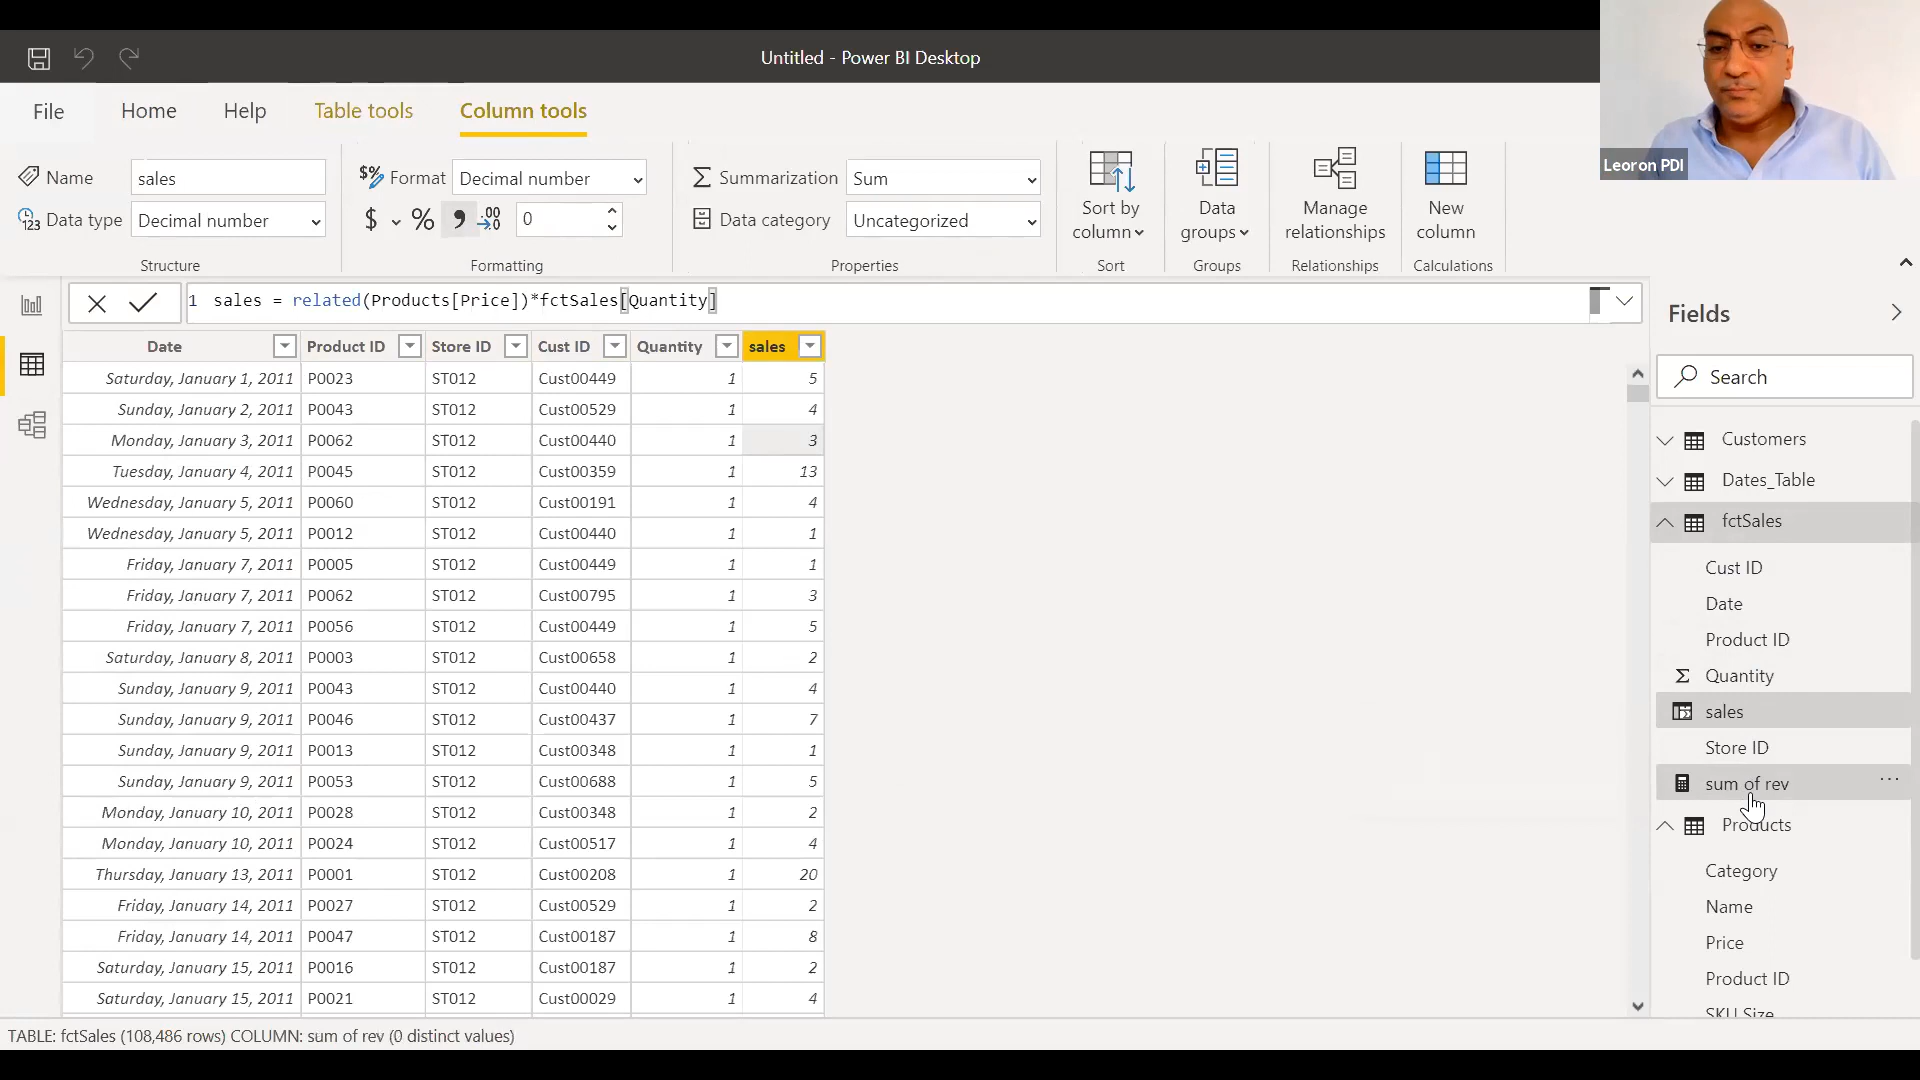 Untitled - Power BI Desktop
Leoron PDI
File Home Help Table tools Column tools
Name sales
Data type Decimal number
Structure
Format Decimal number
$ % 9 .00 0
Formatting
Summarization Sum
Data category Uncategorized
Properties
Sort by column
Sort
Data groups
Groups
Manage relationships
Relationships
New column
Calculations
1 sales = related(Products[Price])*fctSales[Quantity]
Date Product ID Store ID Cust ID Quantity sales
Saturday, January 1, 2011 P0023 ST012 Cust00449 1 5
Sunday, January 2, 2011 P0043 ST012 Cust00529 1 4
Monday, January 3, 2011 P0062 ST012 Cust00440 1 3
Tuesday, January 4, 2011 P0045 ST012 Cust00359 1 13
Wednesday, January 5, 2011 P0060 ST012 Cust00191 1 4
Wednesday, January 5, 2011 P0012 ST012 Cust00440 1 1
Friday, January 7, 2011 P0005 ST012 Cust00449 1 1
Friday, January 7, 2011 P0062 ST012 Cust00795 1 3
Friday, January 7, 2011 P0056 ST012 Cust00449 1 5
Saturday, January 8, 2011 P0003 ST012 Cust00658 1 2
Sunday, January 9, 2011 P0043 ST012 Cust00440 1 4
Sunday, January 9, 2011 P0046 ST012 Cust00437 1 7
Sunday, January 9, 2011 P0013 ST012 Cust00348 1 1
Sunday, January 9, 2011 P0053 ST012 Cust00688 1 5
Monday, January 10, 2011 P0028 ST012 Cust00348 1 2
Monday, January 10, 2011 P0024 ST012 Cust00517 1 4
Thursday, January 13, 2011 P0001 ST012 Cust00208 1 20
Friday, January 14, 2011 P0027 ST012 Cust00529 1 2
Friday, January 14, 2011 P0047 ST012 Cust00187 1 8
Saturday, January 15, 2011 P0016 ST012 Cust00187 1 2
Saturday, January 15, 2011 P0021 ST012 Cust00029 1 4
Fields
Search
Customers
Dates_Table
fctSales
Cust ID
Date
Product ID
Σ Quantity
sales
Store ID
sum of rev
Products
Category
Name
Price
Product ID
SKU Size
TABLE: fctSales (108,486 rows) COLUMN: sum of rev (0 distinct values)